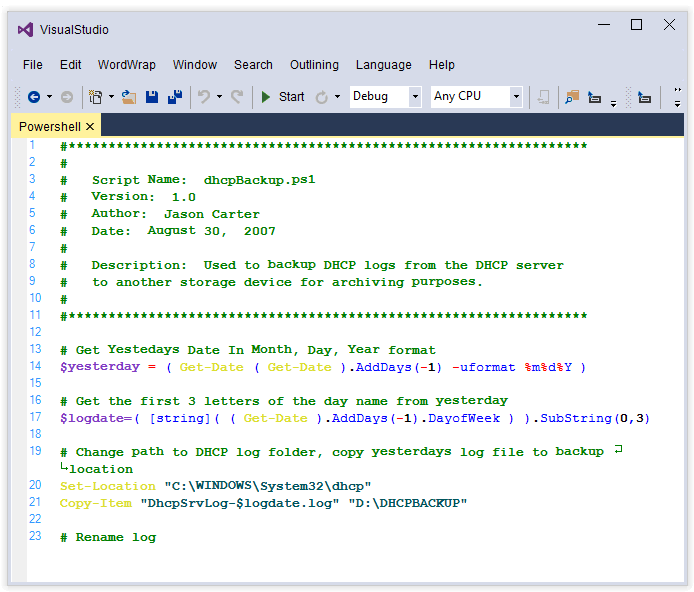 VisualStudio
File Edit WordWrap Window Search Outlining Language Help
Start Debug Any CPU
Powershell ×
1 #*****************************************************************
2 #
3 # Script Name: dhcpBackup.ps1
4 # Version: 1.0
5 # Author: Jason Carter
6 # Date: August 30, 2007
7 #
8 # Description: Used to backup DHCP logs from the DHCP server
9 # to another storage device for archiving purposes.
10 #
11 #*****************************************************************
12
13 # Get Yestedays Date In Month, Day, Year format
14 $yesterday = ( Get-Date ( Get-Date ).AddDays(-1) -uformat %m%d%Y )
15
16 # Get the first 3 letters of the day name from yesterday
17 $logdate=( [string]( ( Get-Date ).AddDays(-1).DayofWeek ) ).SubString(0,3)
18
19 # Change path to DHCP log folder, copy yesterdays log file to backup
location
20 Set-Location "C:\WINDOWS\System32\dhcp"
21 Copy-Item "DhcpSrvLog-$logdate.log" "D:\DHCPBACKUP"
22
23 # Rename log